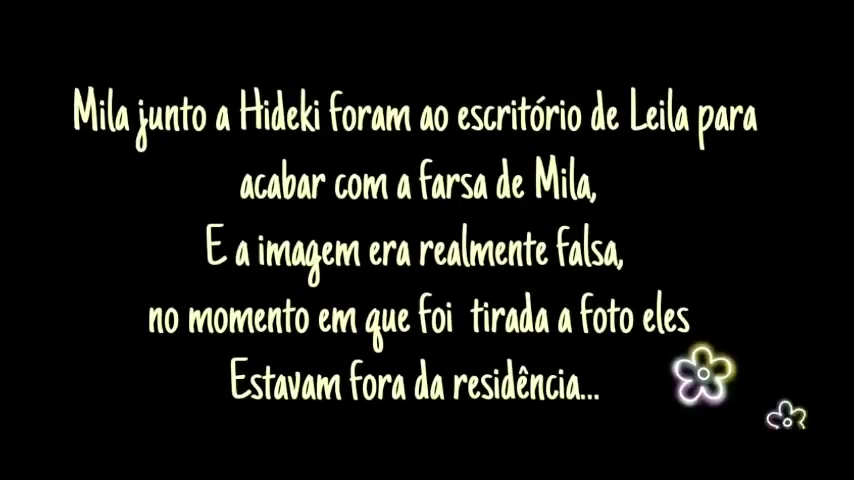 Mila junto a Hideki foram ao escritório de Leila para
acabar com a farsa de Mila,
E a imagem era realmente falsa,
no momento em que foi tirada a foto eles
Estavam fora da residência...